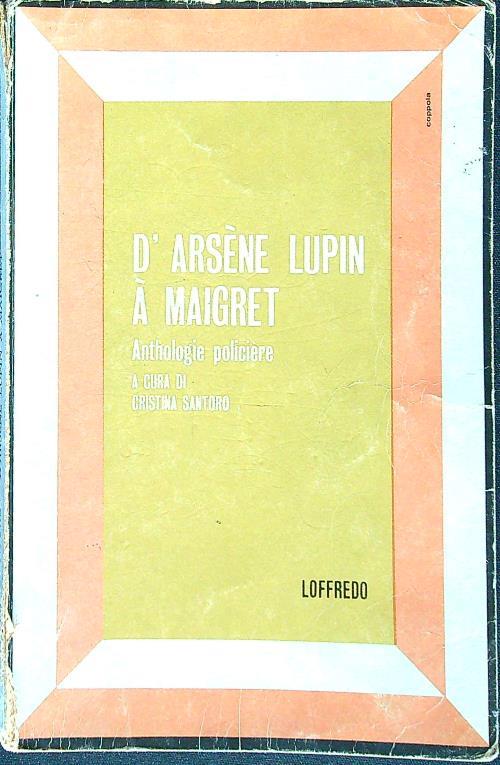 coppola
D' ARSÈNE LUPIN
À MAIGRET
Anthologie policière
A CURA DI
CRISTINA SANTORO
LOFFREDO